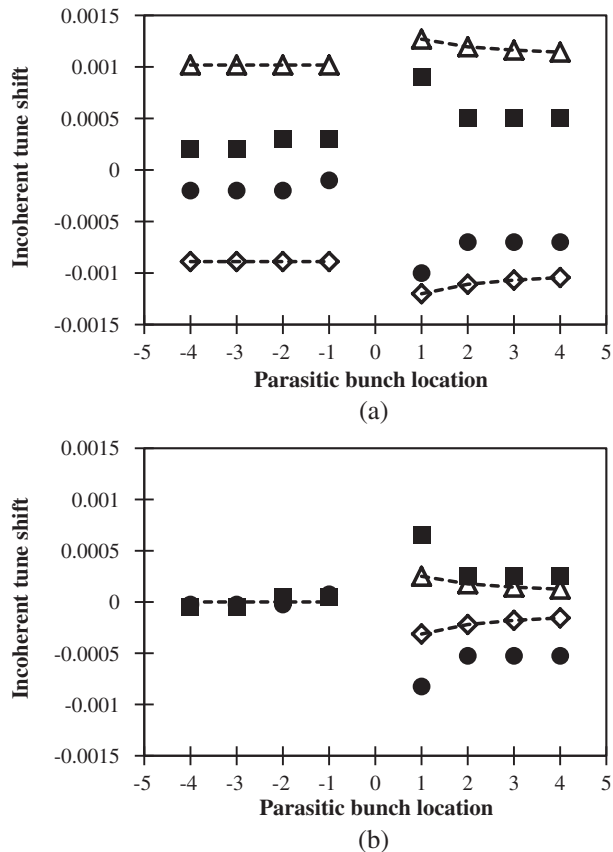 0.0015
0.001
0.0005
0
-0.0005
-0.001
-0.0015
Incoherent tune shift
-5 -4 -3 -2 -1 0 1 2 3 4 5
Parasitic bunch location
(a)
0.0015
0.001
0.0005
0
-0.0005
-0.001
-0.0015
Incoherent tune shift
-5 -4 -3 -2 -1 0 1 2 3 4 5
Parasitic bunch location
(b)